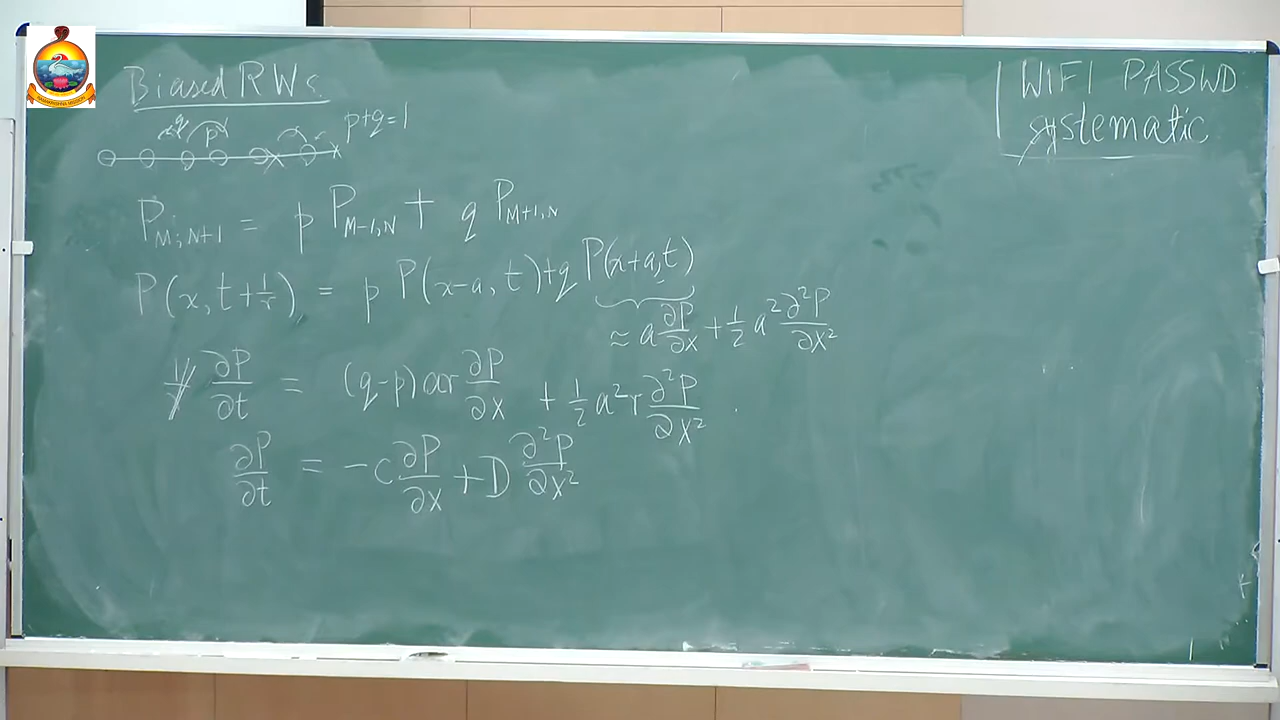 Biased RWs
q p
p+q=1
P_{M;N+1} = p P_{M-1,N} + q P_{M+1,N}
P(x,t+1/r) = p P(x-a,t)+q P(x+a,t)
≈ a ∂P/∂x + 1/2 a² ∂²P/∂x²
∂P/∂t = (q-p)ar ∂P/∂x + 1/2 a²r ∂²P/∂x²
∂P/∂t = -C ∂P/∂x + D ∂²P/∂x²
WIFI PASSWD
systematic